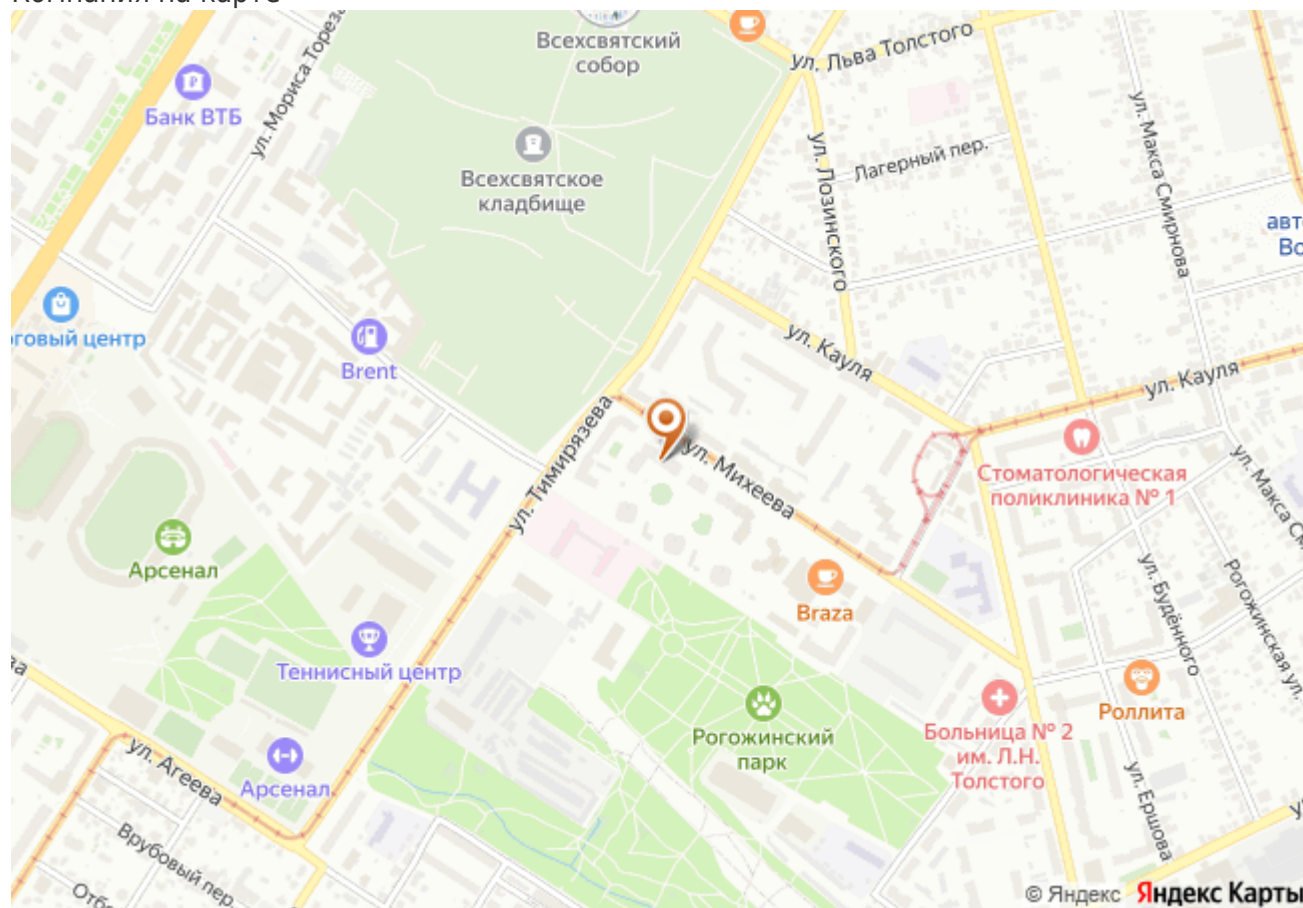 Компания на карте
Всехсвятский
собор
ул. Льва Толстого
ул. Мориса Тореза
Банк ВТБ
ул. Макса Смирнова
Лагерный пер.
ул. Лозинского
Всехсвятское
кладбище
ул. Кауля
Brent
ул. Кауля
ул. Тимирязева
ул. Михеева
Стоматологическая
поликлиника № 1
Арсенал
Braza
ул. Будённого
Рогожинская ул.
Теннисный центр
Роллита
Рогожинский
парк
Больница № 2
им. Л.Н.
Толстого
ул. Агеева
Арсенал
ул. Ершова
Врубовый пер.
© Яндекс Яндекс Карты